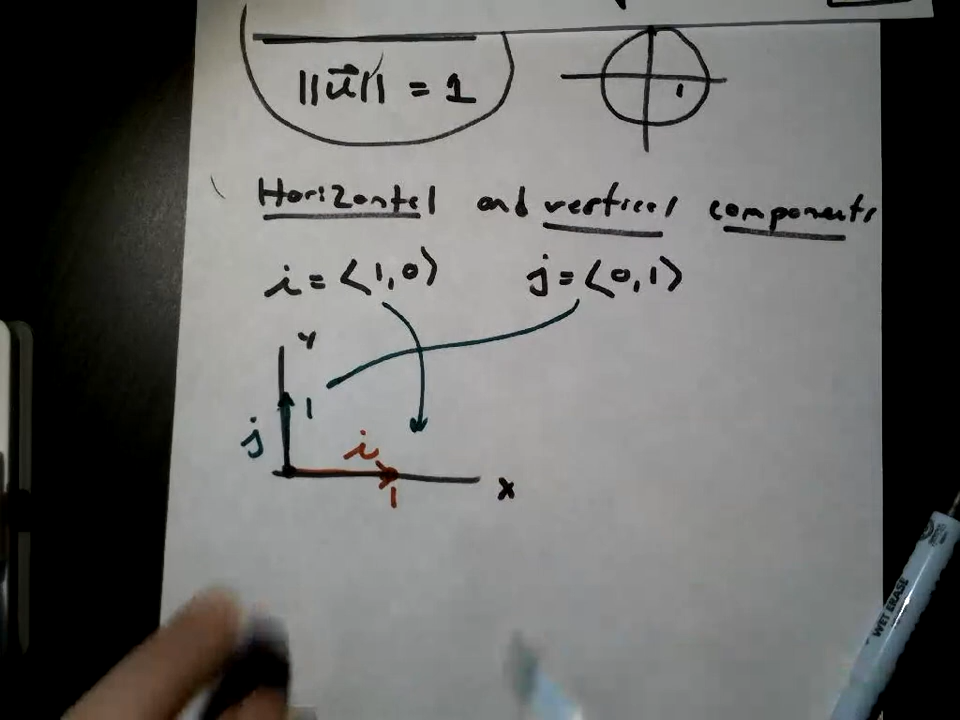 ||u⃗|| = 1
1
Horizontal and vertical components
i = ⟨1,0⟩ j = ⟨0,1⟩
y
1
j
i
1
x
WET ERASE